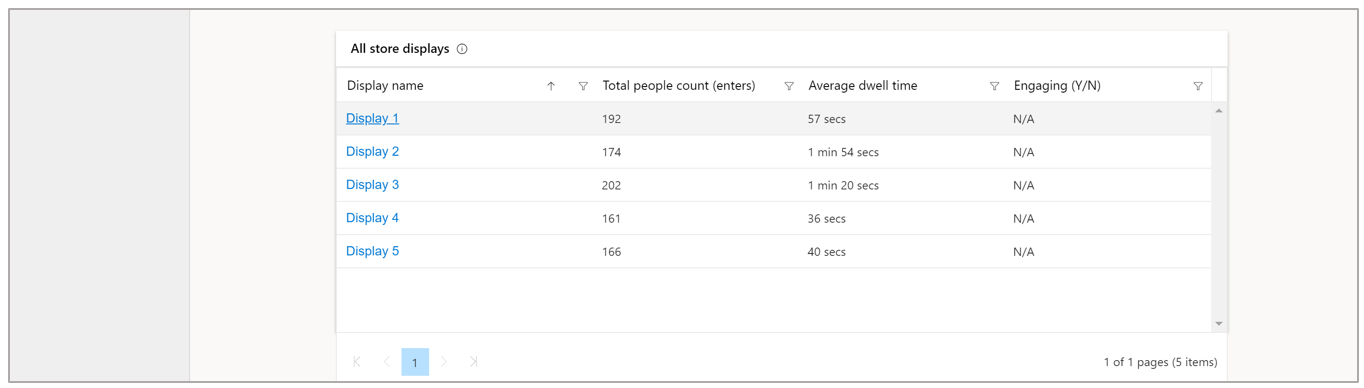 All store displays
Display name Total people count (enters) Average dwell time Engaging (Y/N)
Display 1 192 57 secs N/A
Display 2 174 1 min 54 secs N/A
Display 3 202 1 min 20 secs N/A
Display 4 161 36 secs N/A
Display 5 166 40 secs N/A
1 1 of 1 pages (5 items)